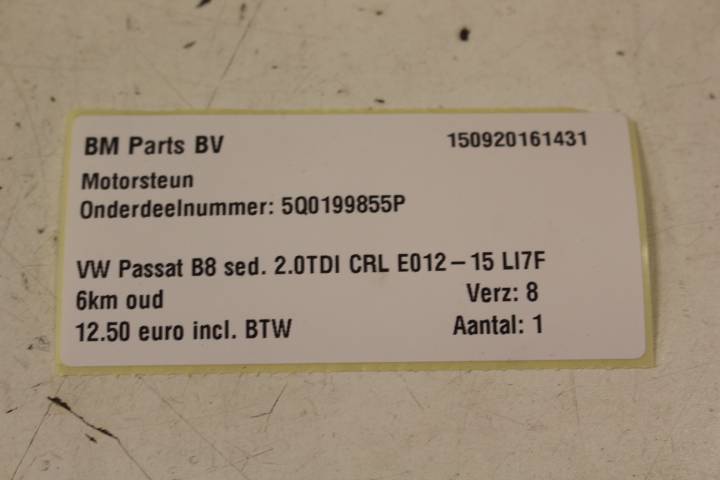 BM Parts BV 150920161431
Motorsteun
Onderdeelnummer: 5Q0199855P
VW Passat B8 sed. 2.0TDI CRL E012-15 LI7F
6km oud Verz: 8
12.50 euro incl. BTW Aantal: 1